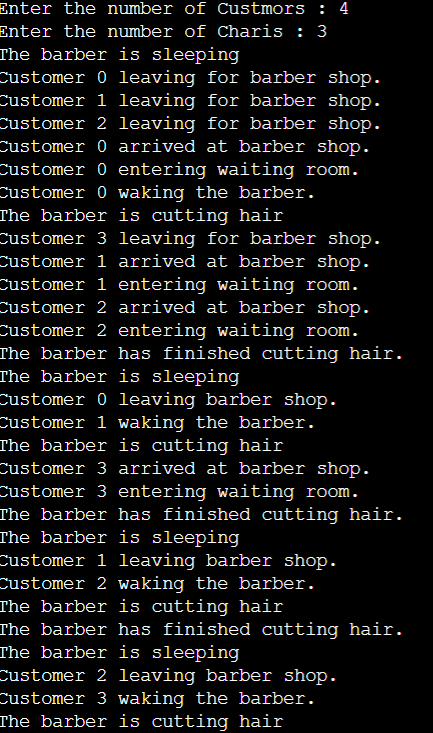 Enter the number of Custmors : 4
Enter the number of Charis : 3
The barber is sleeping
Customer 0 leaving for barber shop.
Customer 1 leaving for barber shop.
Customer 2 leaving for barber shop.
Customer 0 arrived at barber shop.
Customer 0 entering waiting room.
Customer 0 waking the barber.
The barber is cutting hair
Customer 3 leaving for barber shop.
Customer 1 arrived at barber shop.
Customer 1 entering waiting room.
Customer 2 arrived at barber shop.
Customer 2 entering waiting room.
The barber has finished cutting hair.
The barber is sleeping
Customer 0 leaving barber shop.
Customer 1 waking the barber.
The barber is cutting hair
Customer 3 arrived at barber shop.
Customer 3 entering waiting room.
The barber has finished cutting hair.
The barber is sleeping
Customer 1 leaving barber shop.
Customer 2 waking the barber.
The barber is cutting hair
The barber has finished cutting hair.
The barber is sleeping
Customer 2 leaving barber shop.
Customer 3 waking the barber.
The barber is cutting hair